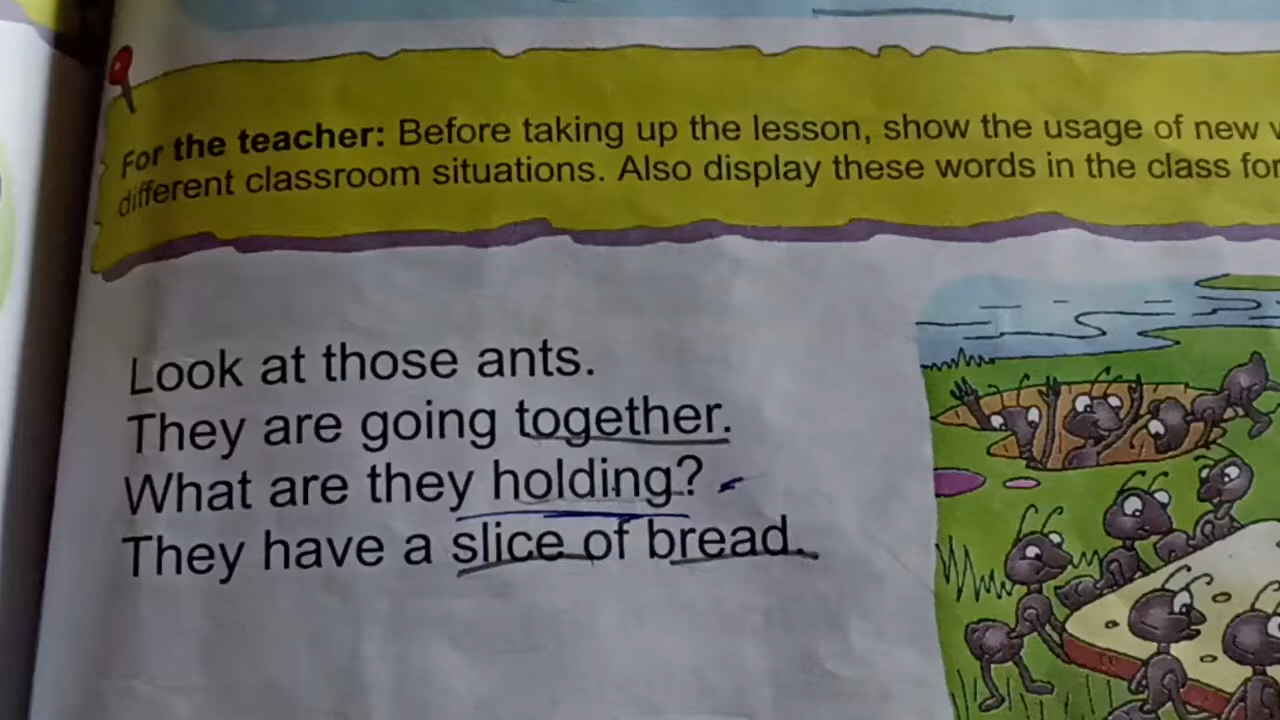 For the teacher: Before taking up the lesson, show the usage of new
different classroom situations. Also display these words in the class for
Look at those ants.
They are going together.
What are they holding?
They have a slice of bread.